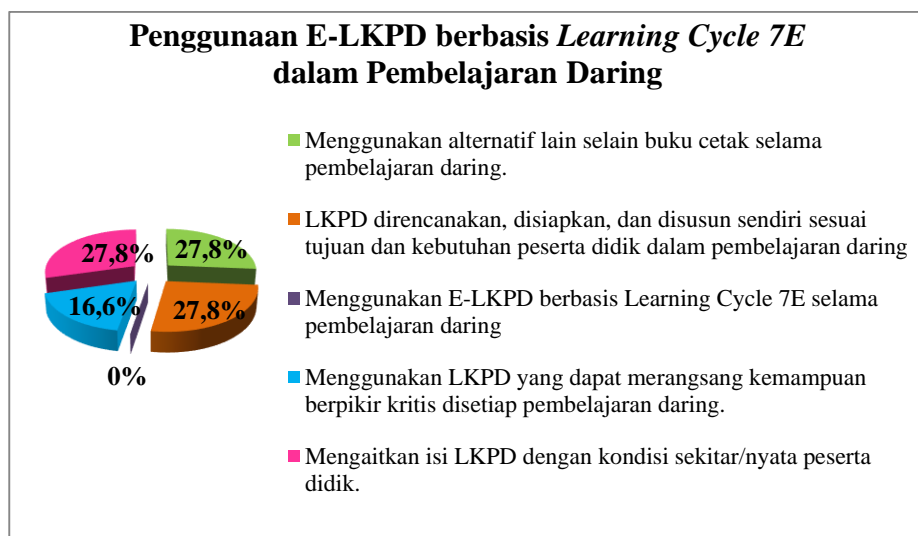 Penggunaan E-LKPD berbasis Learning Cycle 7E
dalam Pembelajaran Daring
Menggunakan alternatif lain selain buku cetak selama
pembelajaran daring.
LKPD direncanakan, disiapkan, dan disusun sendiri sesuai
tujuan dan kebutuhan peserta didik dalam pembelajaran daring
Menggunakan E-LKPD berbasis Learning Cycle 7E selama
pembelajaran daring
Menggunakan LKPD yang dapat merangsang kemampuan
berpikir kritis disetiap pembelajaran daring.
Mengaitkan isi LKPD dengan kondisi sekitar/nyata peserta
didik.
27,8% 27,8%
16,6% 27,8%
0%